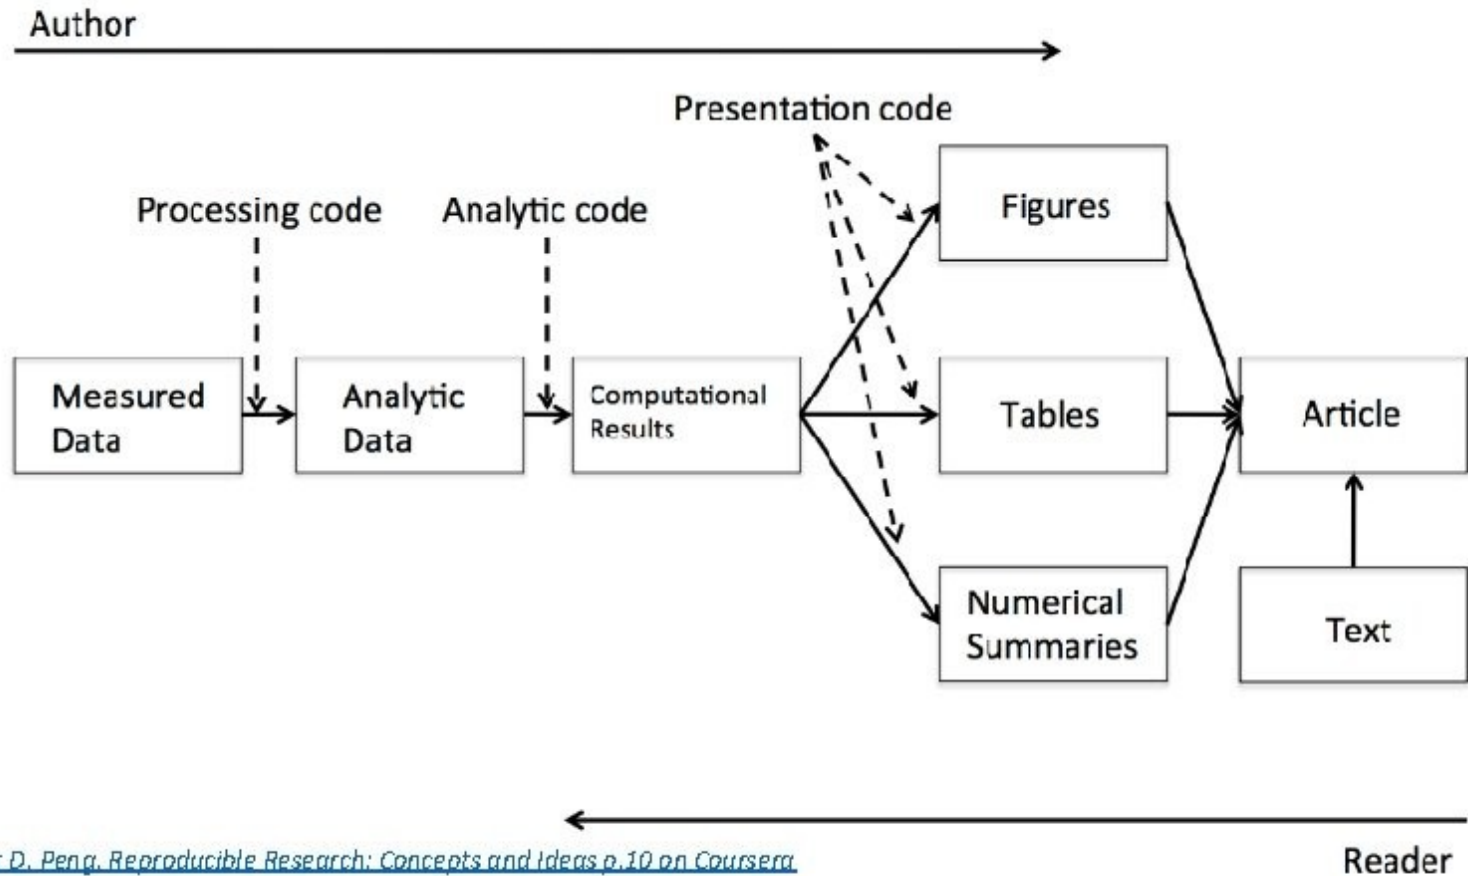 Author
Presentation code
Processing code
Analytic code
Figures
Measured
Data
Analytic
Data
Computational
Results
Tables
Article
Numerical
Summaries
Text
D. Peng. Reproducible Research: Concepts and Ideas p.10 on Coursera
Reader